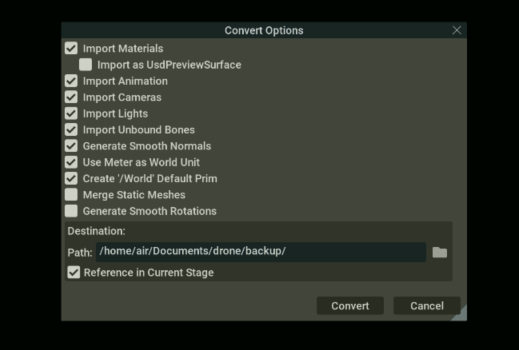 Convert Options
Import Materials
Import as UsdPreviewSurface
Import Animation
Import Cameras
Import Lights
Import Unbound Bones
Generate Smooth Normals
Use Meter as World Unit
Create '/World' Default Prim
Merge Static Meshes
Generate Smooth Rotations
Destination:
Path: /home/air/Documents/drone/backup/
Reference in Current Stage
Convert Cancel